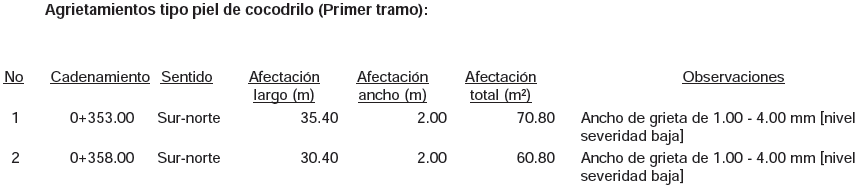 Agrietamientos tipo piel de cocodrilo (Primer tramo):
No Cadenamiento Sentido Afectación largo (m) Afectación ancho (m) Afectación total (m²) Observaciones
1 0+353.00 Sur-norte 35.40 2.00 70.80 Ancho de grieta de 1.00 - 4.00 mm [nivel
severidad baja]
2 0+358.00 Sur-norte 30.40 2.00 60.80 Ancho de grieta de 1.00 - 4.00 mm [nivel
severidad baja]